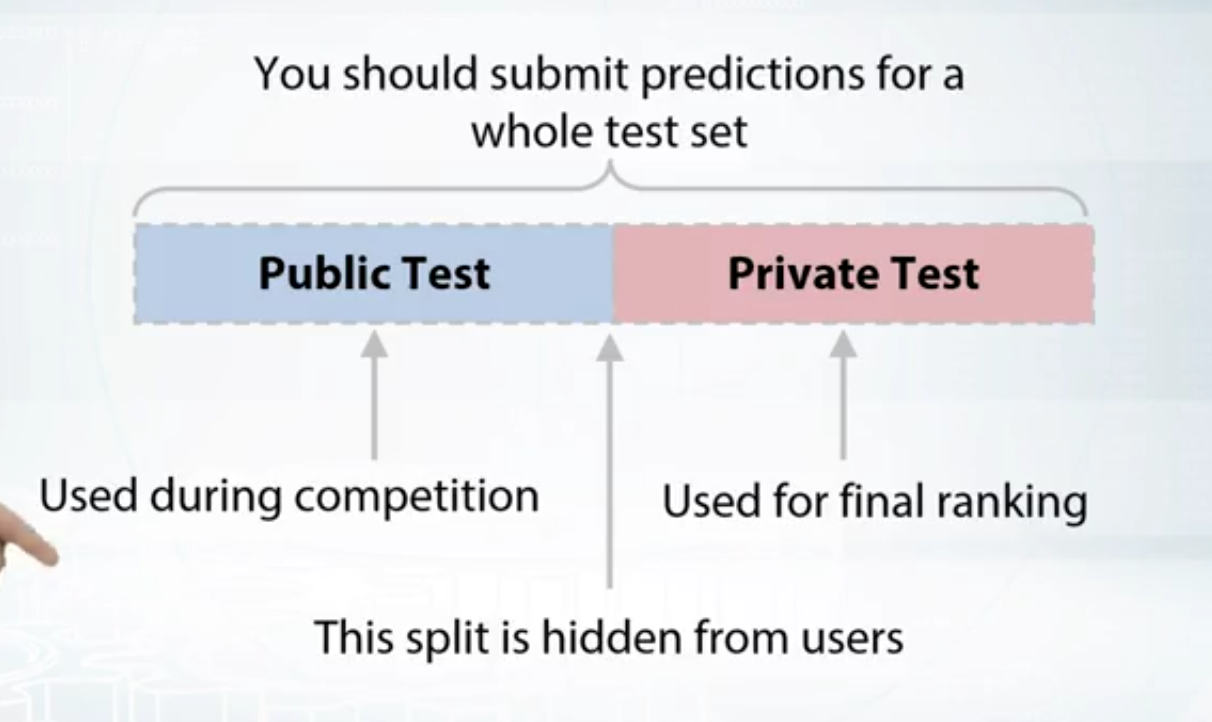 You should submit predictions for a
whole test set
Public Test
Private Test
Used during competition
Used for final ranking
This split is hidden from users